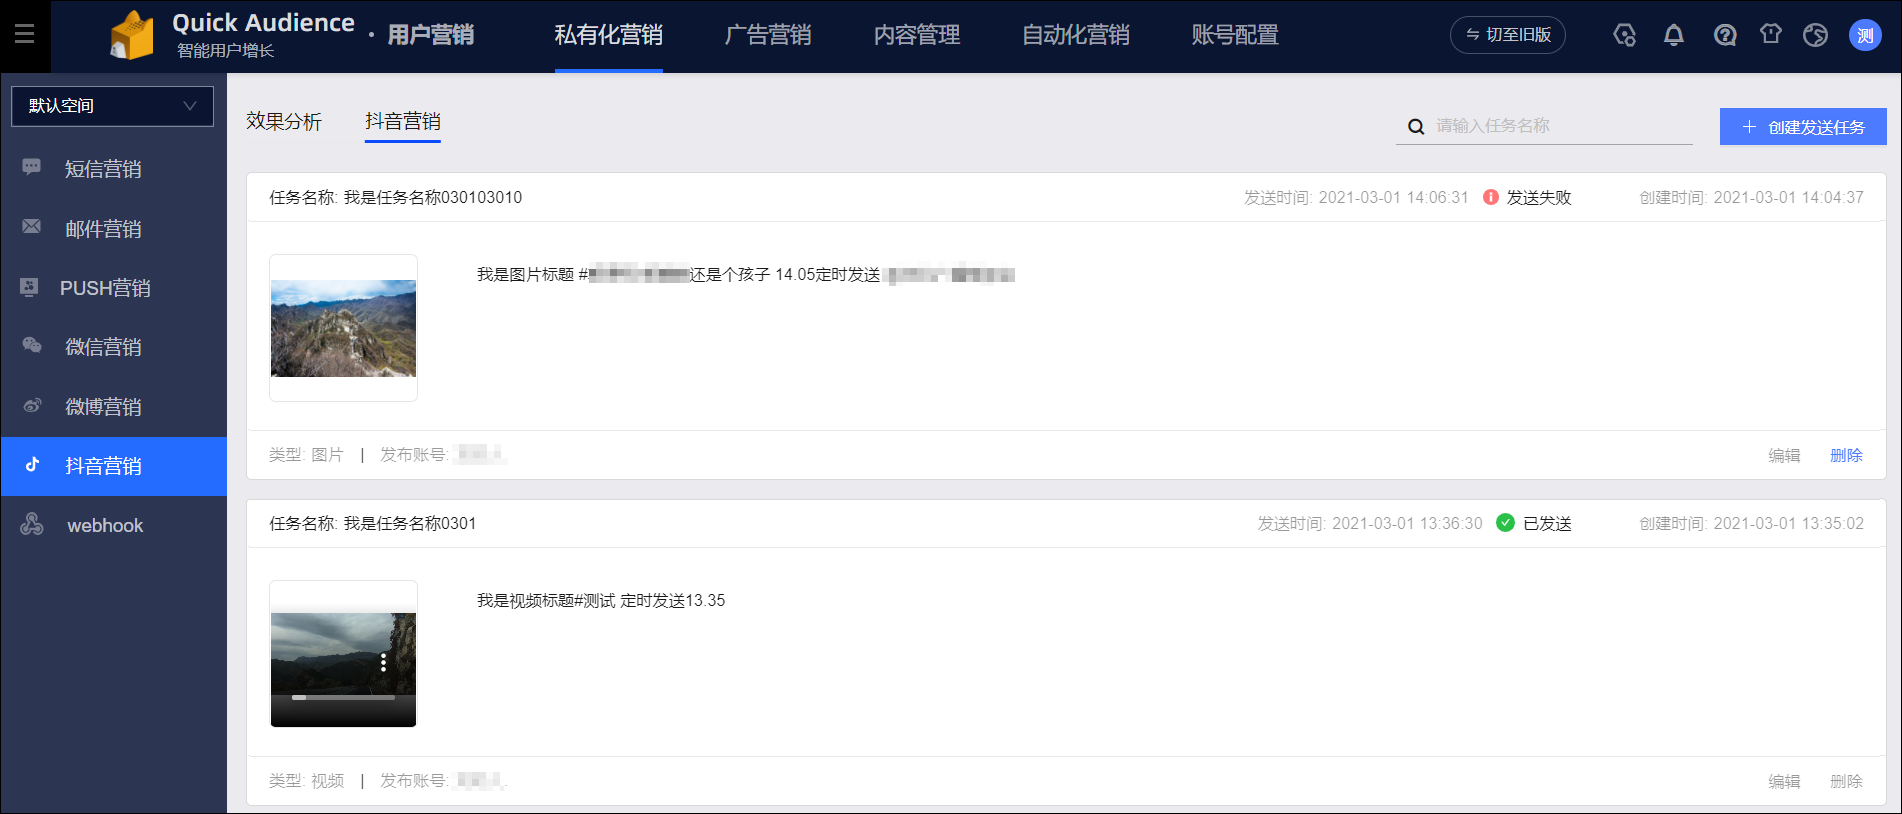 Quick Audience
智能用户增长
· 用户营销
私有化营销
广告营销
内容管理
自动化营销
账号配置
切至旧版
测
默认空间
短信营销
邮件营销
PUSH营销
微信营销
微博营销
抖音营销
webhook
效果分析
抖音营销
请输入任务名称
创建发送任务
任务名称: 我是任务名称030103010
发送时间: 2021-03-01 14:06:31
发送失败
创建时间: 2021-03-01 14:04:37
我是图片标题 # 还是个孩子 14.05定时发送
类型: 图片 | 发布账号:
编辑
删除
任务名称: 我是任务名称0301
发送时间: 2021-03-01 13:36:30
已发送
创建时间: 2021-03-01 13:35:02
我是视频标题#测试 定时发送13.35
类型: 视频 | 发布账号:
编辑
删除